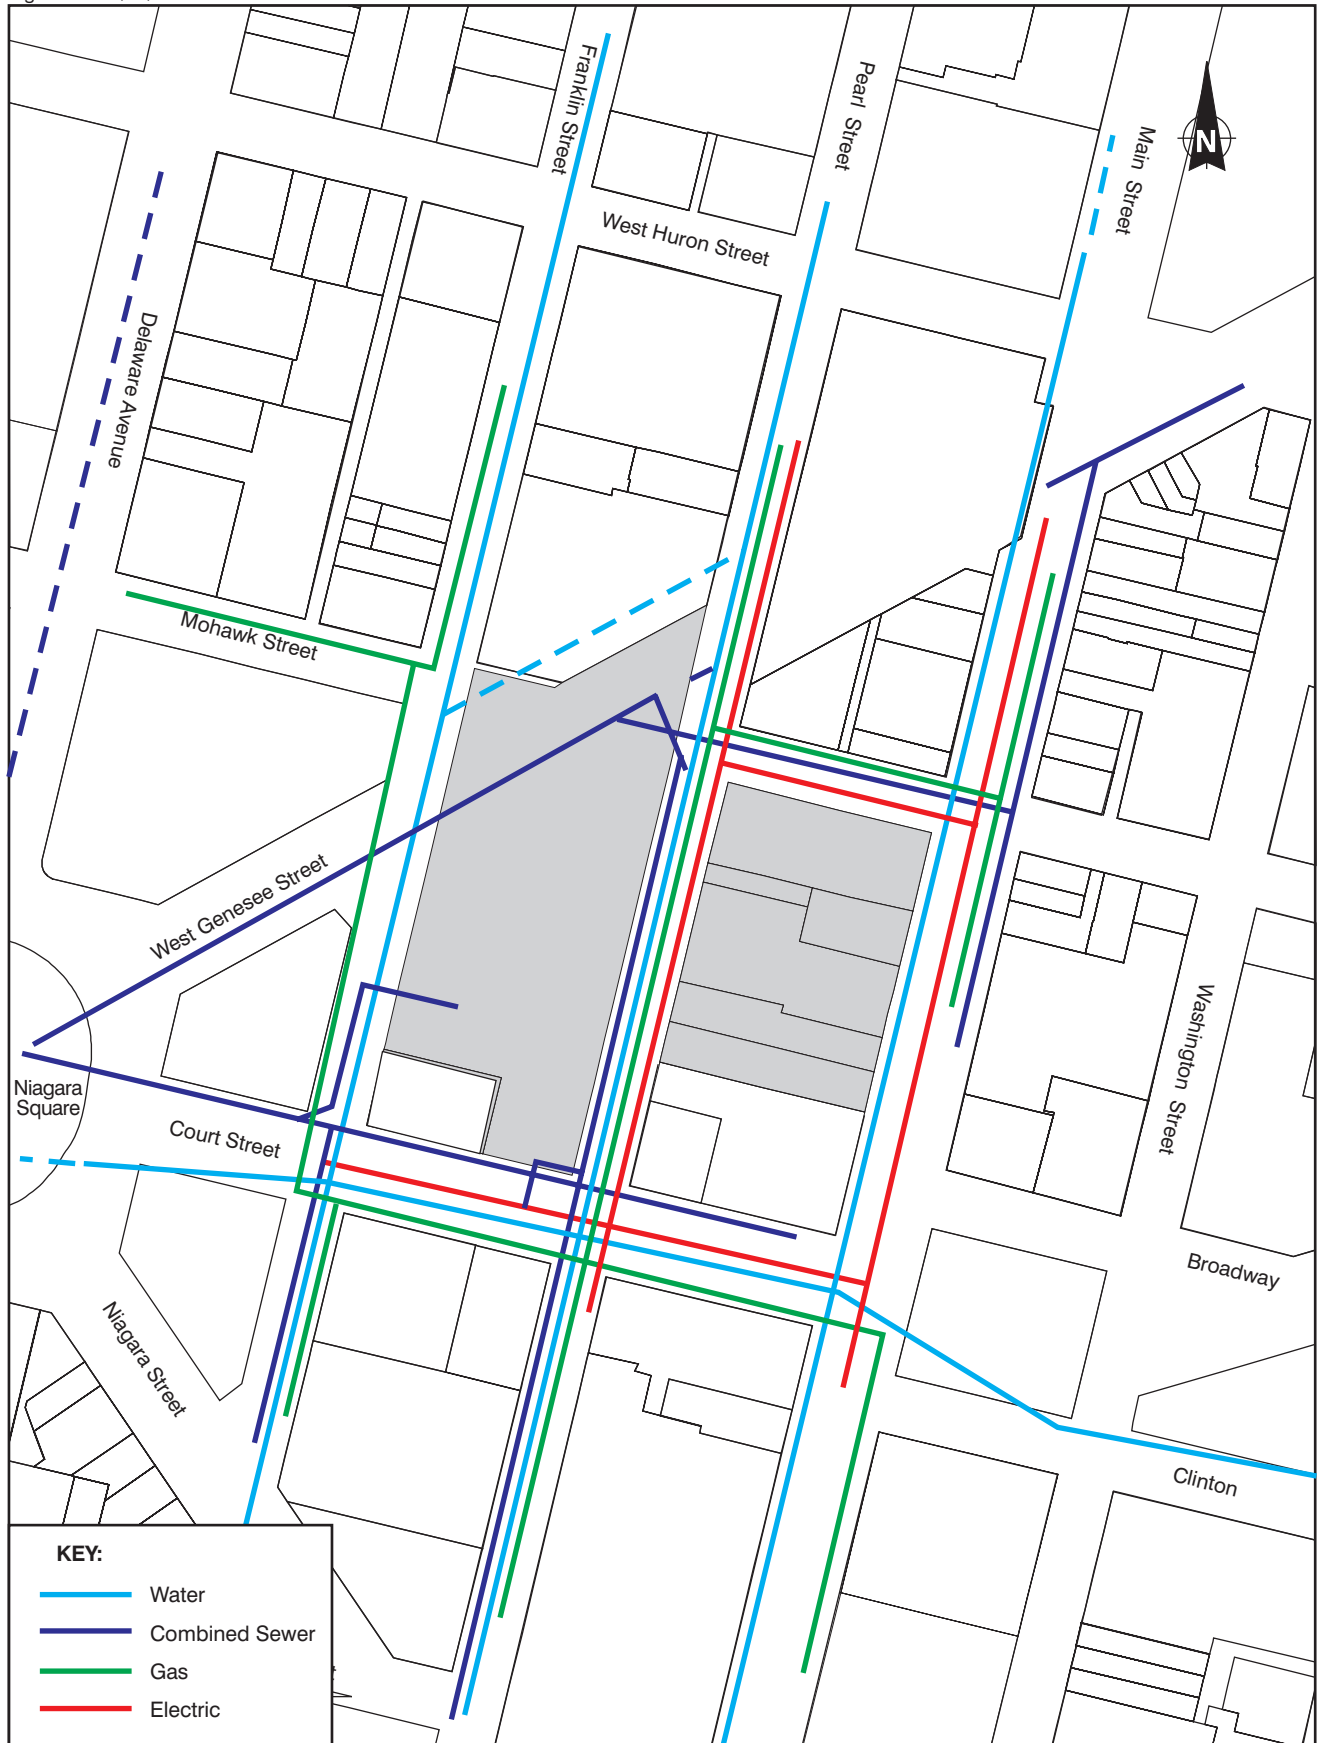 Franklin Street
Pearl Street
Main Street
N
West Huron Street
Delaware Avenue
Mohawk Street
West Genesee Street
Niagara
Square
Court Street
Washington Street
Broadway
Niagara Street
Clinton
KEY:
Water
Combined Sewer
Gas
Electric